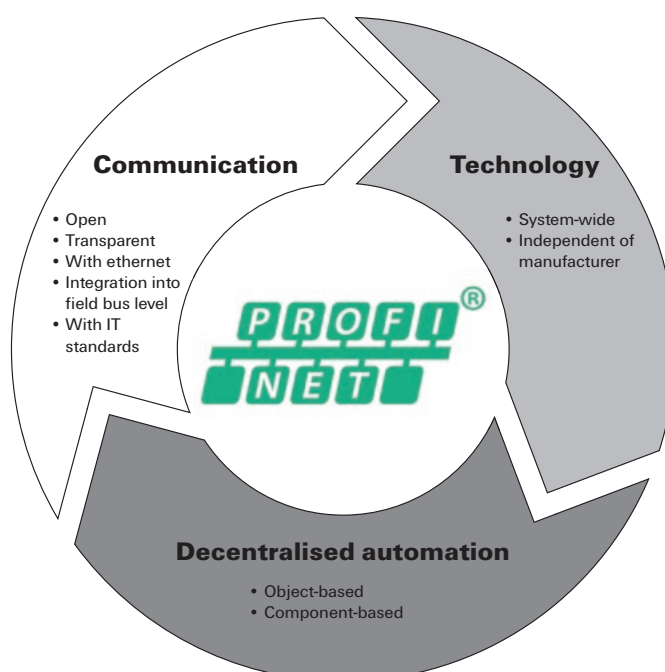 Communication
• Open
• Transparent
• With ethernet
• Integration into
field bus level
• With IT
standards
Technology
• System-wide
• Independent of
manufacturer
PROFI®
NET
Decentralised automation
• Object-based
• Component-based